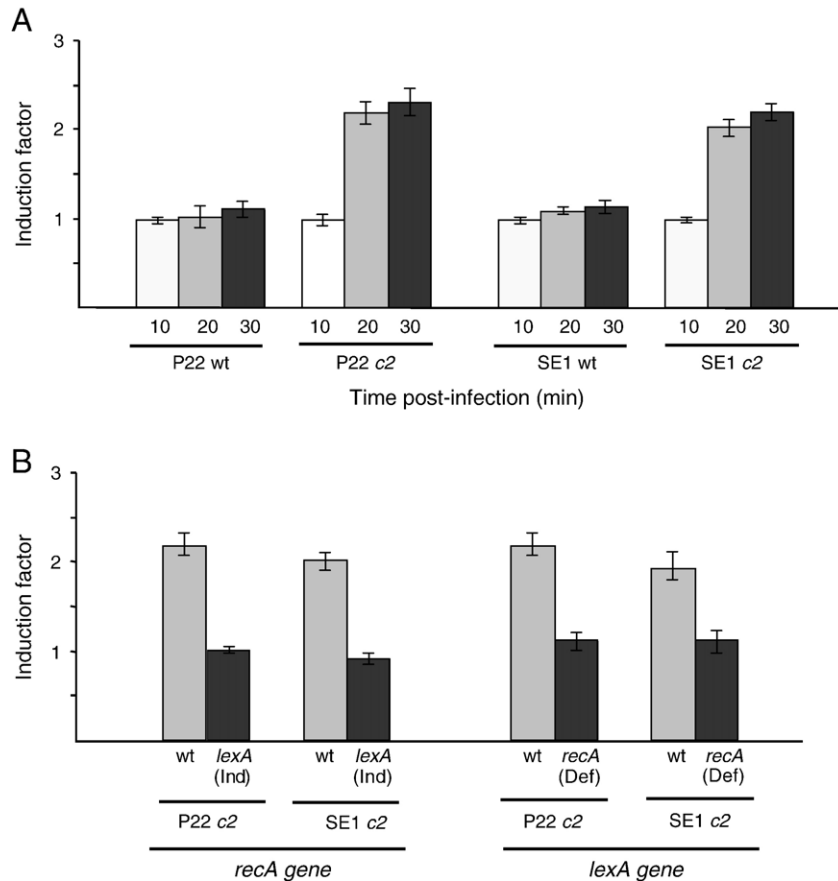 A
3
2
1
Induction factor
10 20 30 10 20 30 10 20 30 10 20 30
P22 wt P22 c2 SE1 wt SE1 c2
Time post-infection (min)
B
3
2
1
Induction factor
wt lexA wt lexA wt recA wt recA
(Ind) (Ind) (Def) (Def)
P22 c2 SE1 c2 P22 c2 SE1 c2
recA gene lexA gene